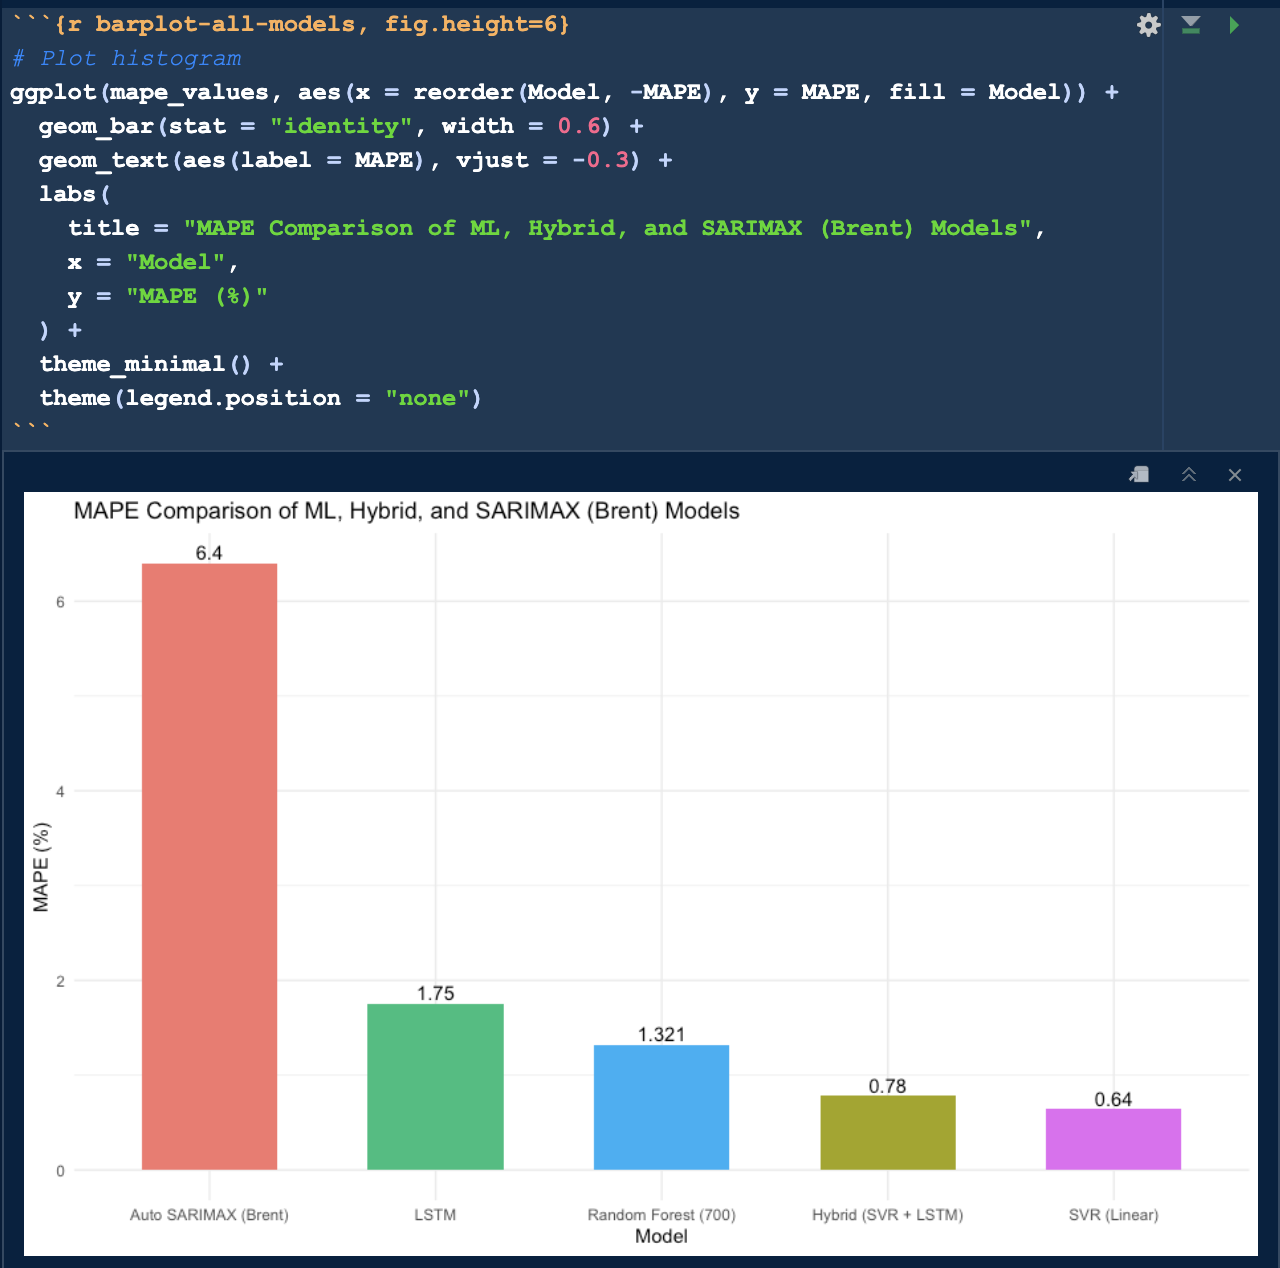 ```{r barplot-all-models, fig.height=6}
# Plot histogram
ggplot(mape_values, aes(x = reorder(Model, -MAPE), y = MAPE, fill = Model)) +
  geom_bar(stat = "identity", width = 0.6) +
  geom_text(aes(label = MAPE), vjust = -0.3) +
  labs(
    title = "MAPE Comparison of ML, Hybrid, and SARIMAX (Brent) Models",
    x = "Model",
    y = "MAPE (%)"
  ) +
  theme_minimal() +
  theme(legend.position = "none")
```
MAPE Comparison of ML, Hybrid, and SARIMAX (Brent) Models
6.4
6
4
MAPE (%)
2
1.75
1.321
0.78
0.64
0
Auto SARIMAX (Brent)
LSTM
Random Forest (700)
Hybrid (SVR + LSTM)
SVR (Linear)
Model